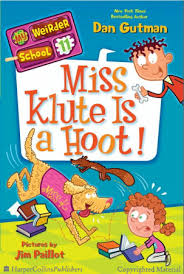 New York Times
Bestselling Author
DAN GUTMAN
MY
WEIRDER
SCHOOL
11
MISS
KLUTE IS
A HOOT!
PICTURES by
JIM PAILLOT
HarperCollinsPublishers
Copyrighted Material